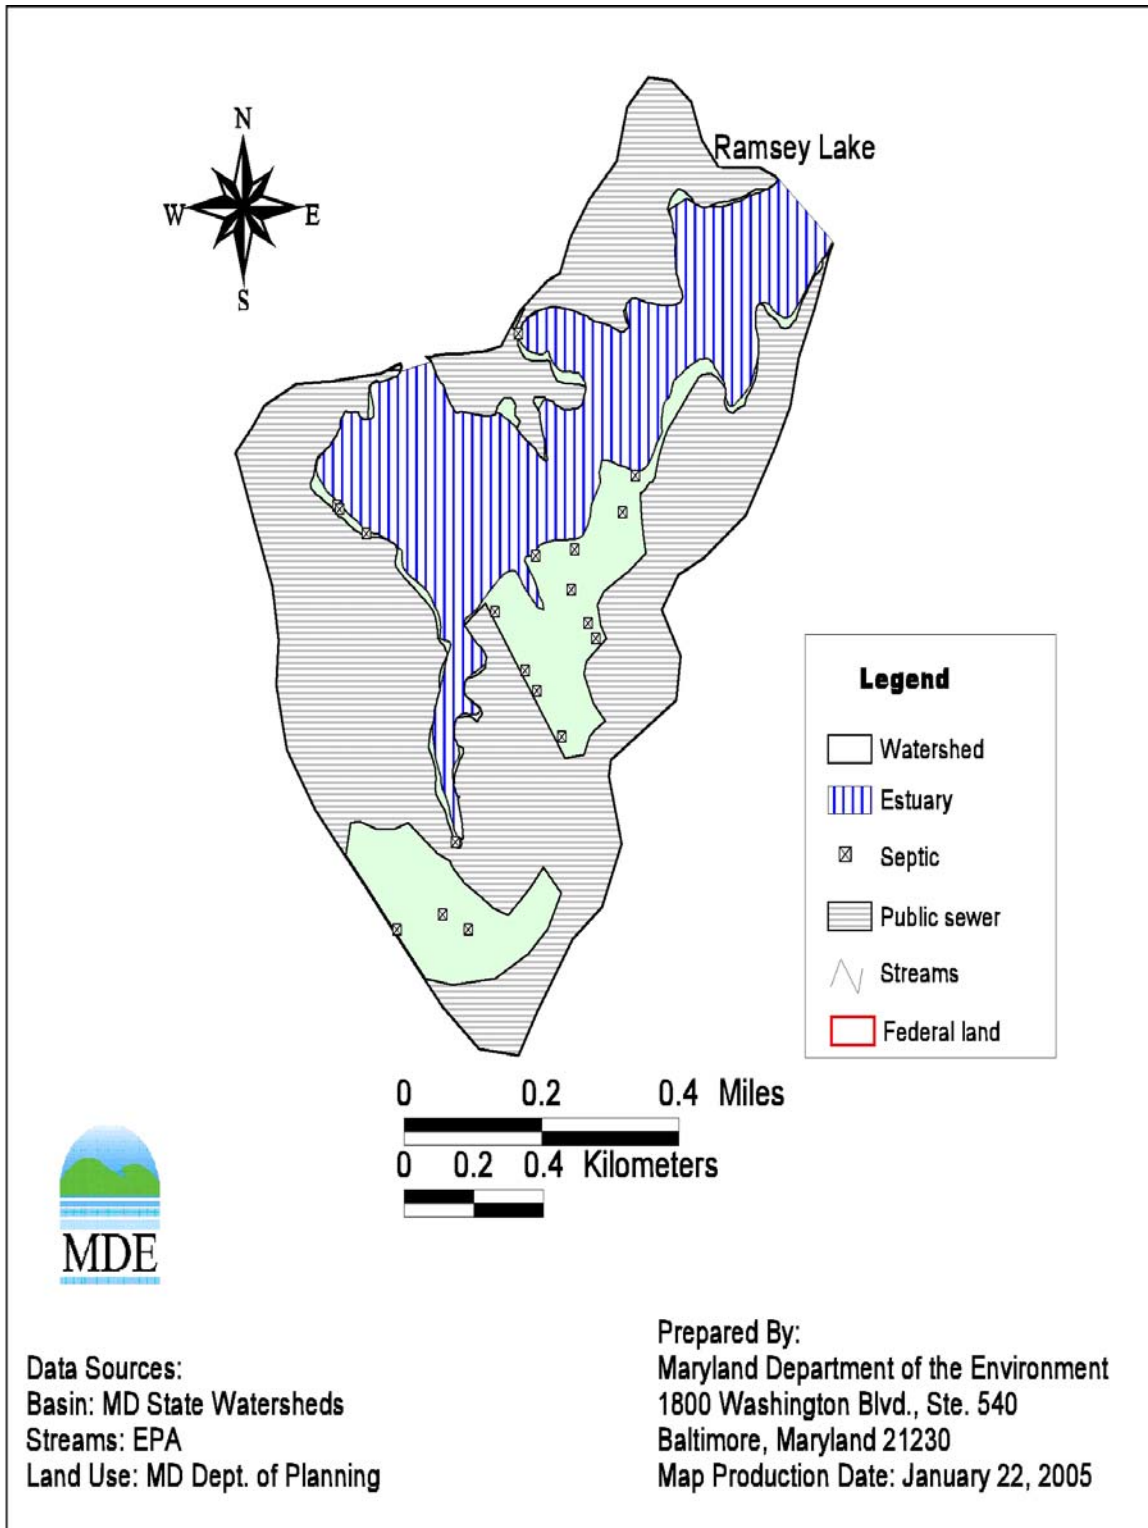 N
Ramsey Lake
W E
S
Legend
Watershed
Estuary
Septic
Public sewer
Streams
Federal land
0 0.2 0.4 Miles
0 0.2 0.4 Kilometers
MDE
Data Sources:
Basin: MD State Watersheds
Streams: EPA
Land Use: MD Dept. of Planning
Prepared By:
Maryland Department of the Environment
1800 Washington Blvd., Ste. 540
Baltimore, Maryland 21230
Map Production Date: January 22, 2005